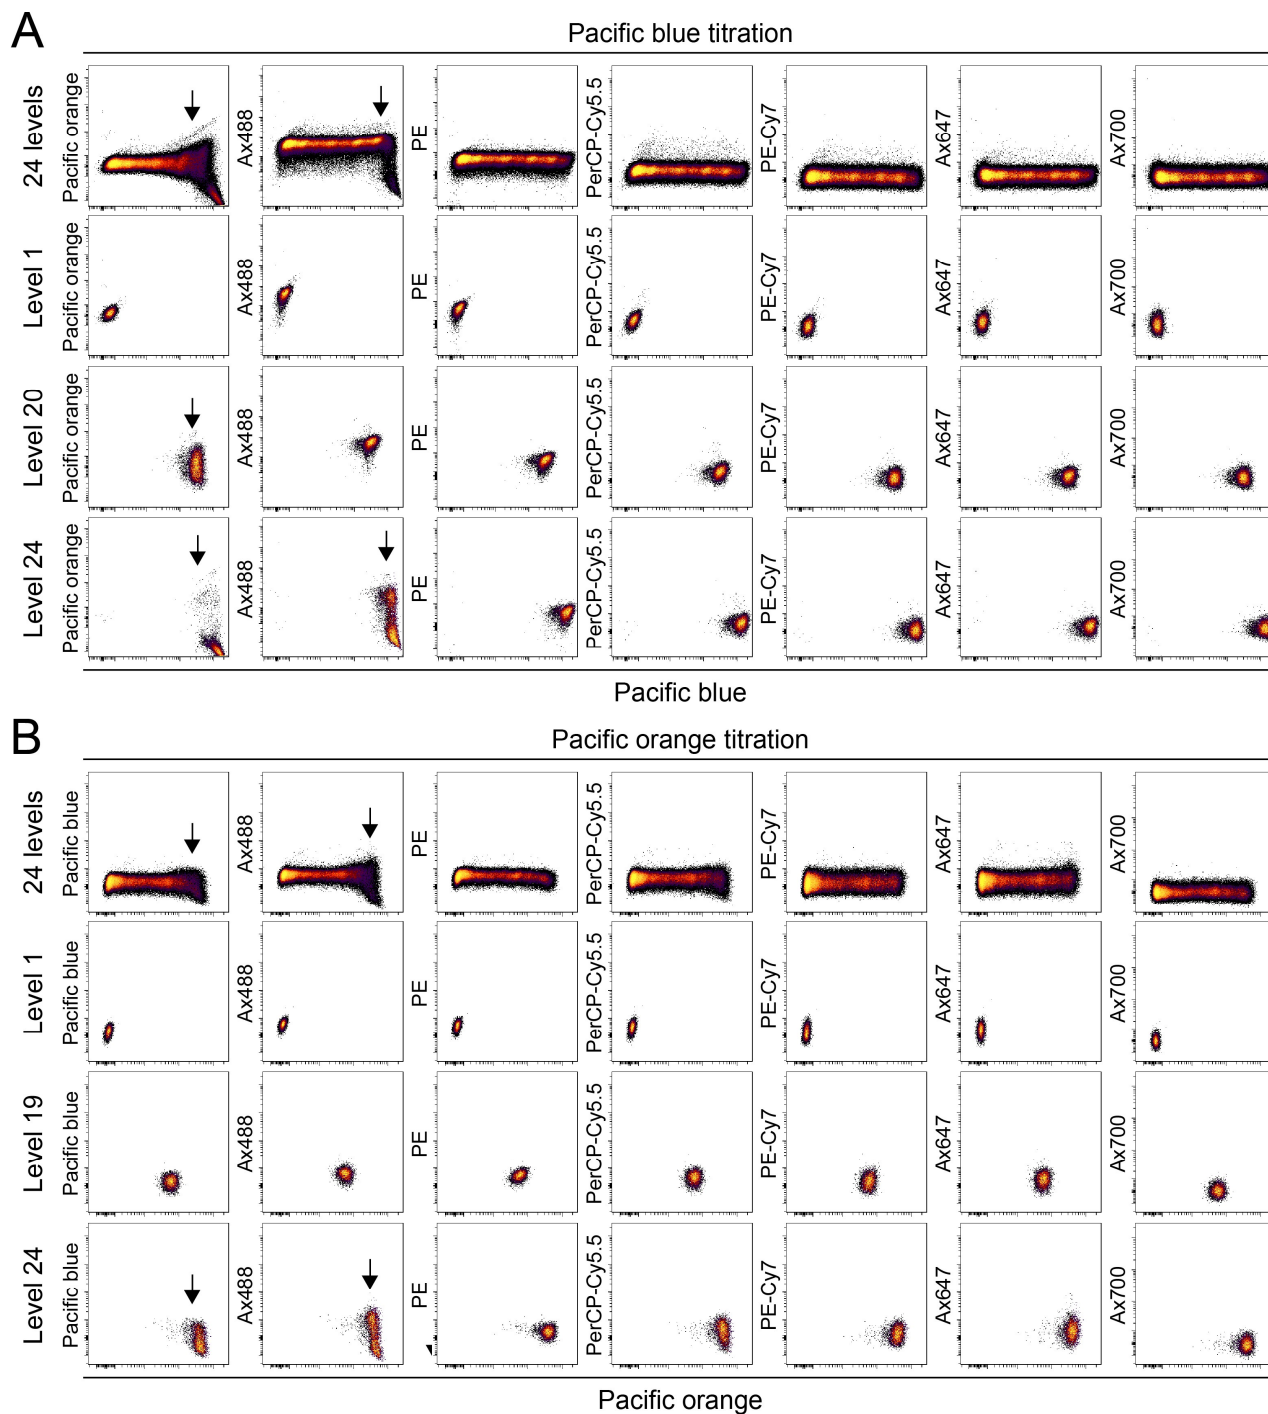 A
Pacific blue titration
24 levels
Pacific orange
Ax488
PE
PerCP-Cy5.5
PE-Cy7
Ax647
Ax700
Level 1
Pacific orange
Ax488
PE
PerCP-Cy5.5
PE-Cy7
Ax647
Ax700
Level 20
Pacific orange
Ax488
PE
PerCP-Cy5.5
PE-Cy7
Ax647
Ax700
Level 24
Pacific orange
Ax488
PE
PerCP-Cy5.5
PE-Cy7
Ax647
Ax700
Pacific blue
B
Pacific orange titration
24 levels
Pacific blue
Ax488
PE
PerCP-Cy5.5
PE-Cy7
Ax647
Ax700
Level 1
Pacific blue
Ax488
PE
PerCP-Cy5.5
PE-Cy7
Ax647
Ax700
Level 19
Pacific blue
Ax488
PE
PerCP-Cy5.5
PE-Cy7
Ax647
Ax700
Level 24
Pacific blue
Ax488
PE
PerCP-Cy5.5
PE-Cy7
Ax647
Ax700
Pacific orange